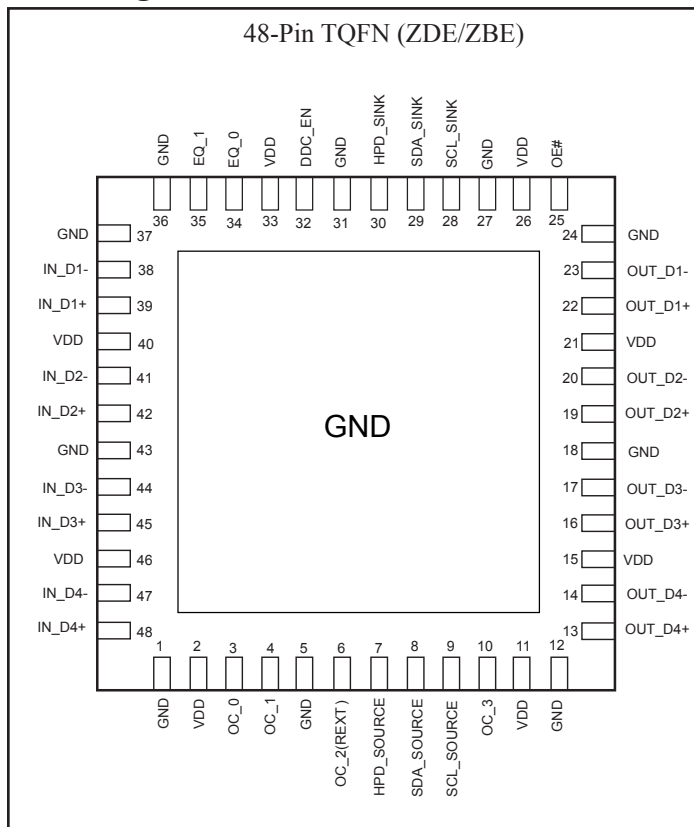 48-Pin TQFN (ZDE/ZBE)
GND
EQ_1
EQ_0
VDD
DDC_EN
GND
HPD_SINK
SDA_SINK
SCL_SINK
GND
VDD
OE#
36
35
34
33
32
31
30
29
28
27
26
25
GND 37
IN_D1- 38
IN_D1+ 39
VDD 40
IN_D2- 41
IN_D2+ 42
GND 43
IN_D3- 44
IN_D3+ 45
VDD 46
IN_D4- 47
IN_D4+ 48
GND
24 GND
23 OUT_D1-
22 OUT_D1+
21 VDD
20 OUT_D2-
19 OUT_D2+
18 GND
17 OUT_D3-
16 OUT_D3+
15 VDD
14 OUT_D4-
13 OUT_D4+
1
2
3
4
5
6
7
8
9
10
11
12
GND
VDD
OC_0
OC_1
GND
OC_2(REXT)
HPD_SOURCE
SDA_SOURCE
SCL_SOURCE
OC_3
VDD
GND